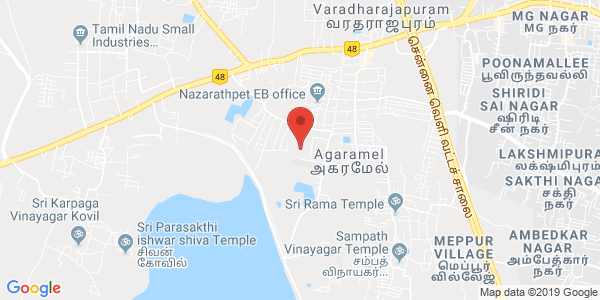 Varadharajapuram
வரதராஜபுரம்
MG NAGAR
MG நகர்
Tamil Nadu Small
Industries...
48
48
POONAMALLEE
பூவிருந்தவல்லி
Nazarathpet EB office
SHIRIDI
SAI NAGAR
ஷிரிடி
சீன் நகர்
சென்னை வெளி வட்டச் சாலை
Agaramel
அகரமேல்
LAKSHMIPURA
லக்ஷ்மிபுரம்
SAKTHI NAGA
சக்தி
நகர்
Sri Karpaga
Vinayagar Kovil
Sri Rama Temple
Sri Parasakthi
ishwar shiva Temple
சிவன்
கோவில்
Sampath
Vinayagar Temple
சம்பத்
விநாயகர்...
MEPPUR
VILLAGE
மெப்பூர்
வில்லேஜ்
AMBEDKAR
NAGAR
அம்பேத்கார்
நகர்
Google
Map data ©2019 Google